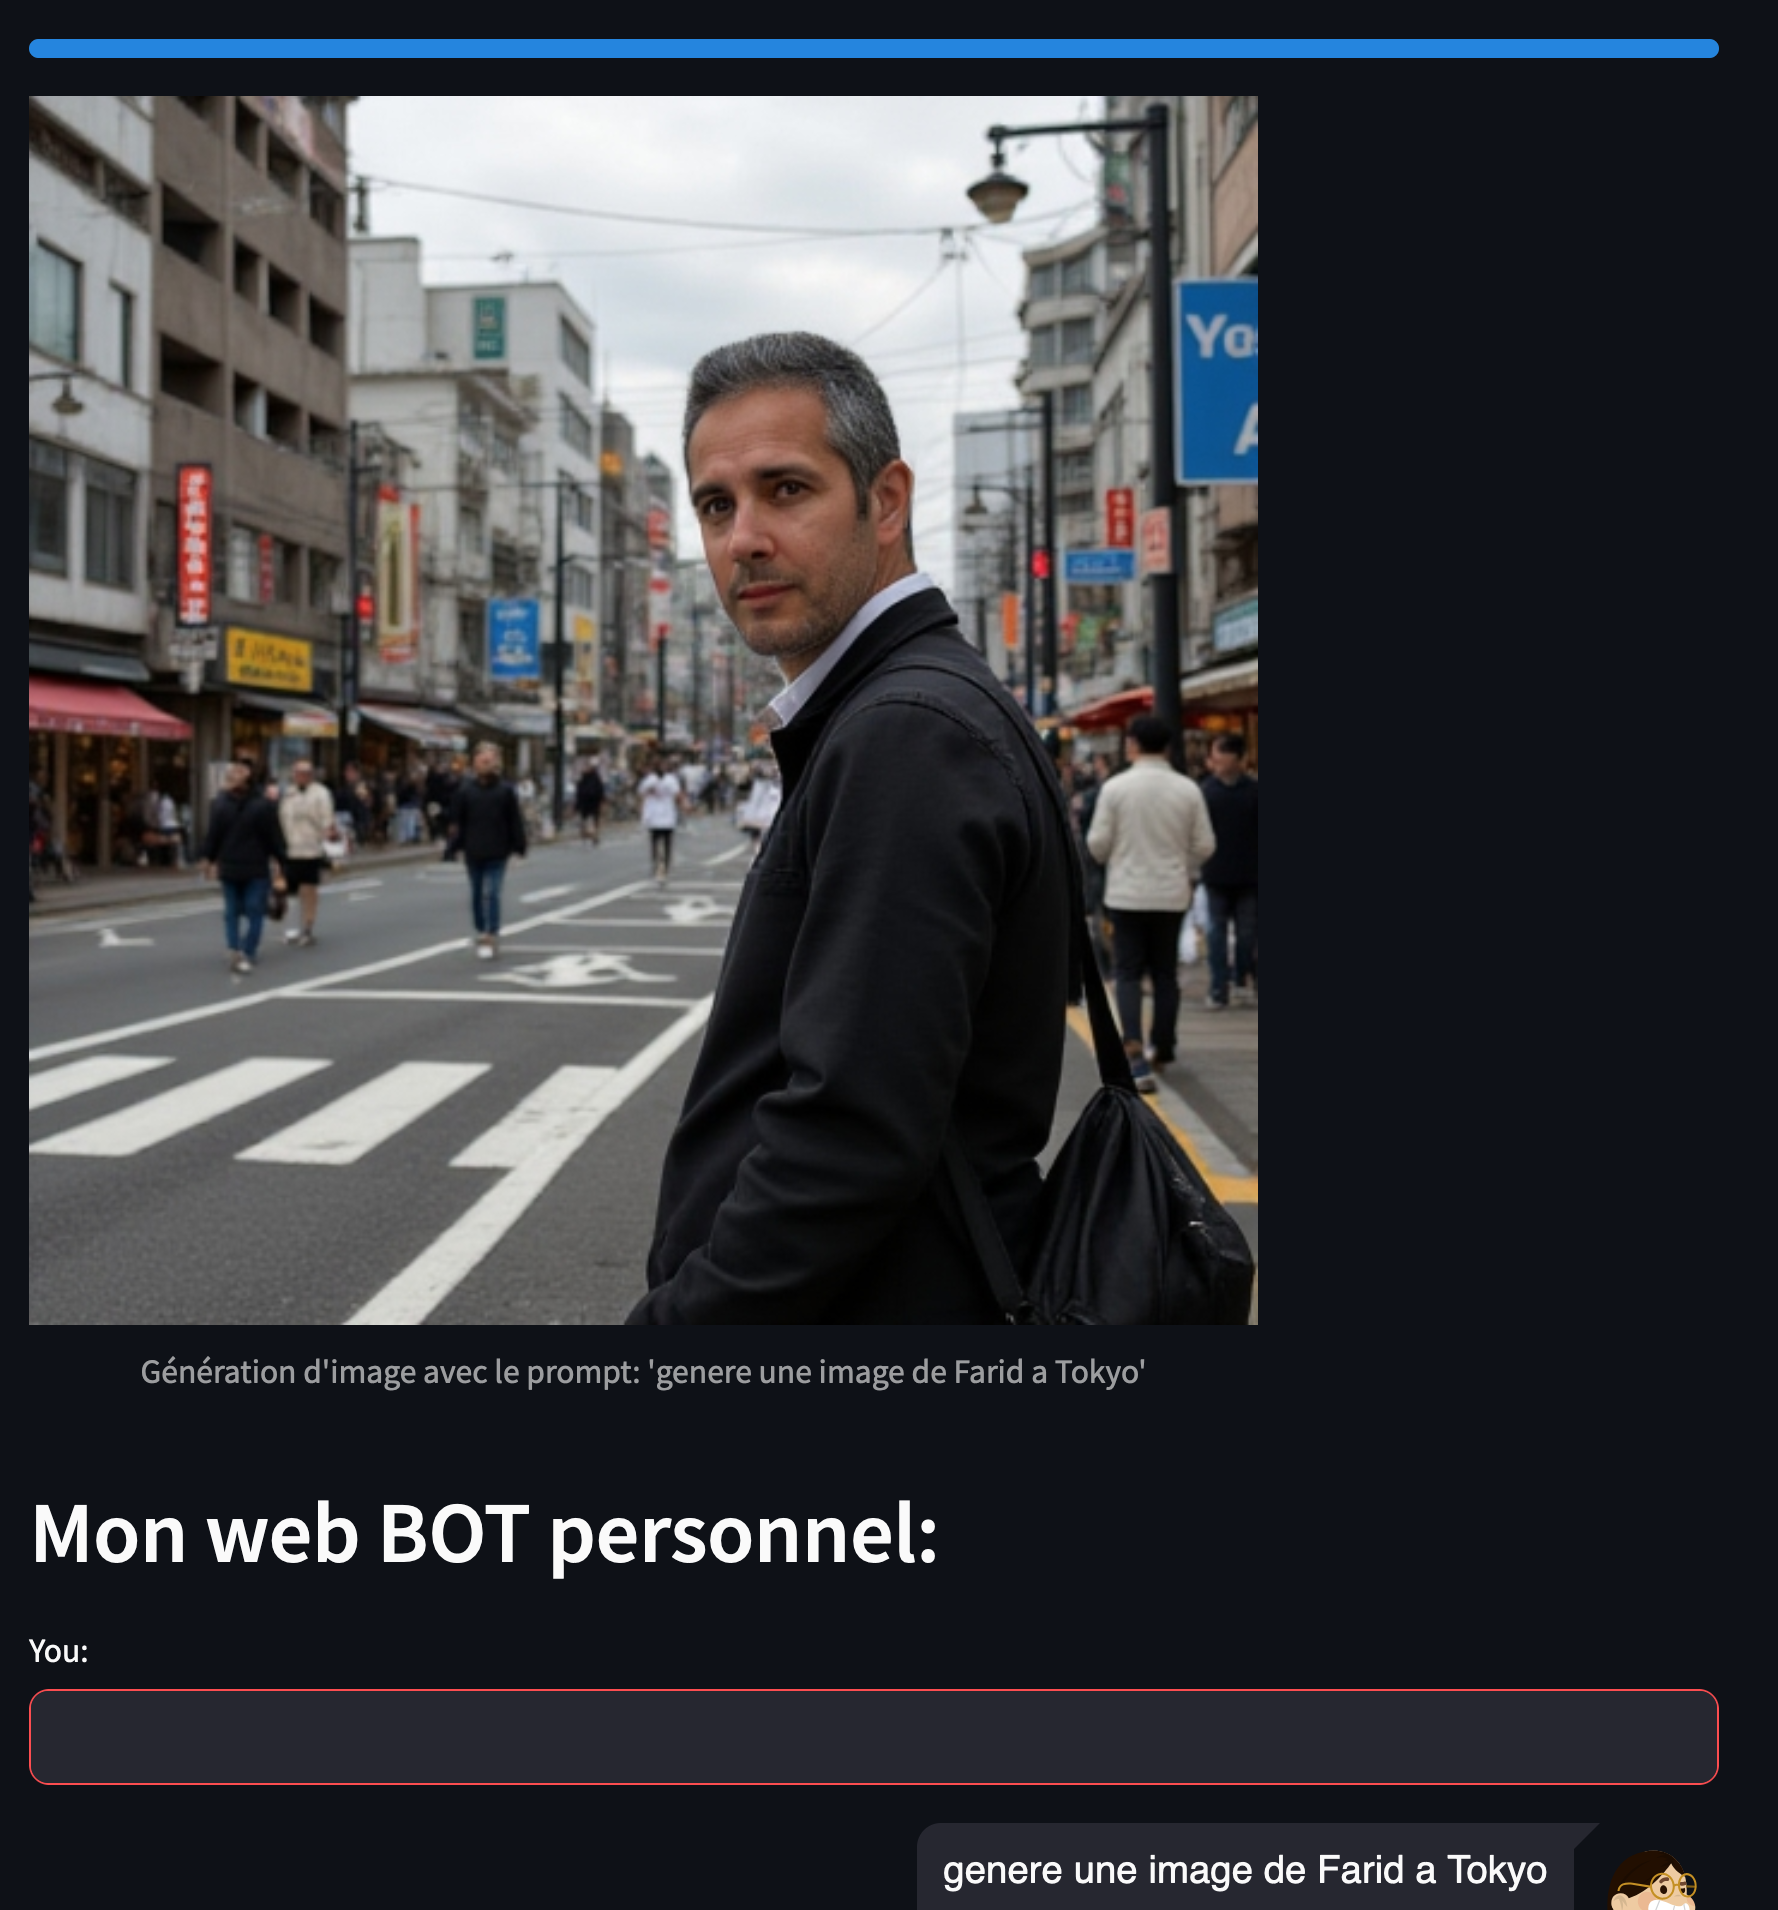 Yo
A
Génération d'image avec le prompt: 'genere une image de Farid a Tokyo'
Mon web BOT personnel:
You:
genere une image de Farid a Tokyo